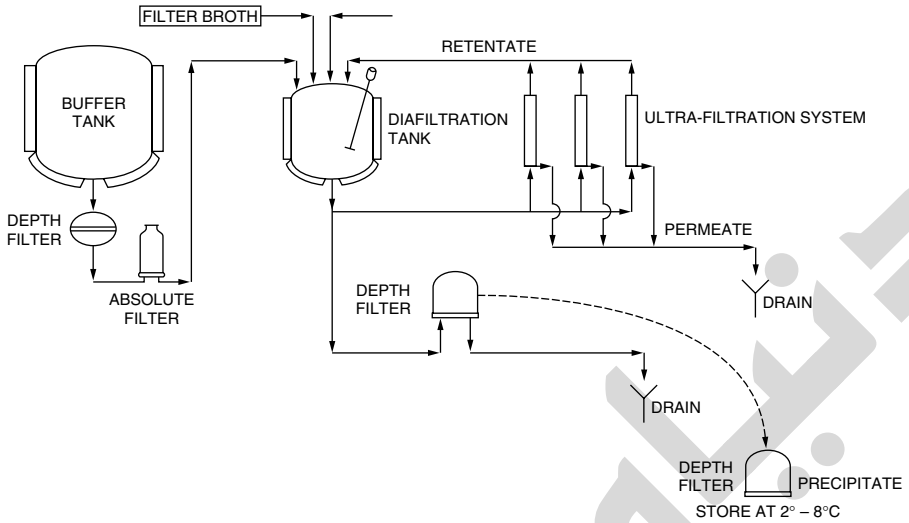 FILTER BROTH
RETENTATE
BUFFER
TANK
DIAFILTRATION
TANK
ULTRA-FILTRATION SYSTEM
DEPTH
FILTER
PERMEATE
ABSOLUTE
FILTER
DEPTH
FILTER
DRAIN
DRAIN
DEPTH
FILTER
PRECIPITATE
STORE AT 2° – 8°C